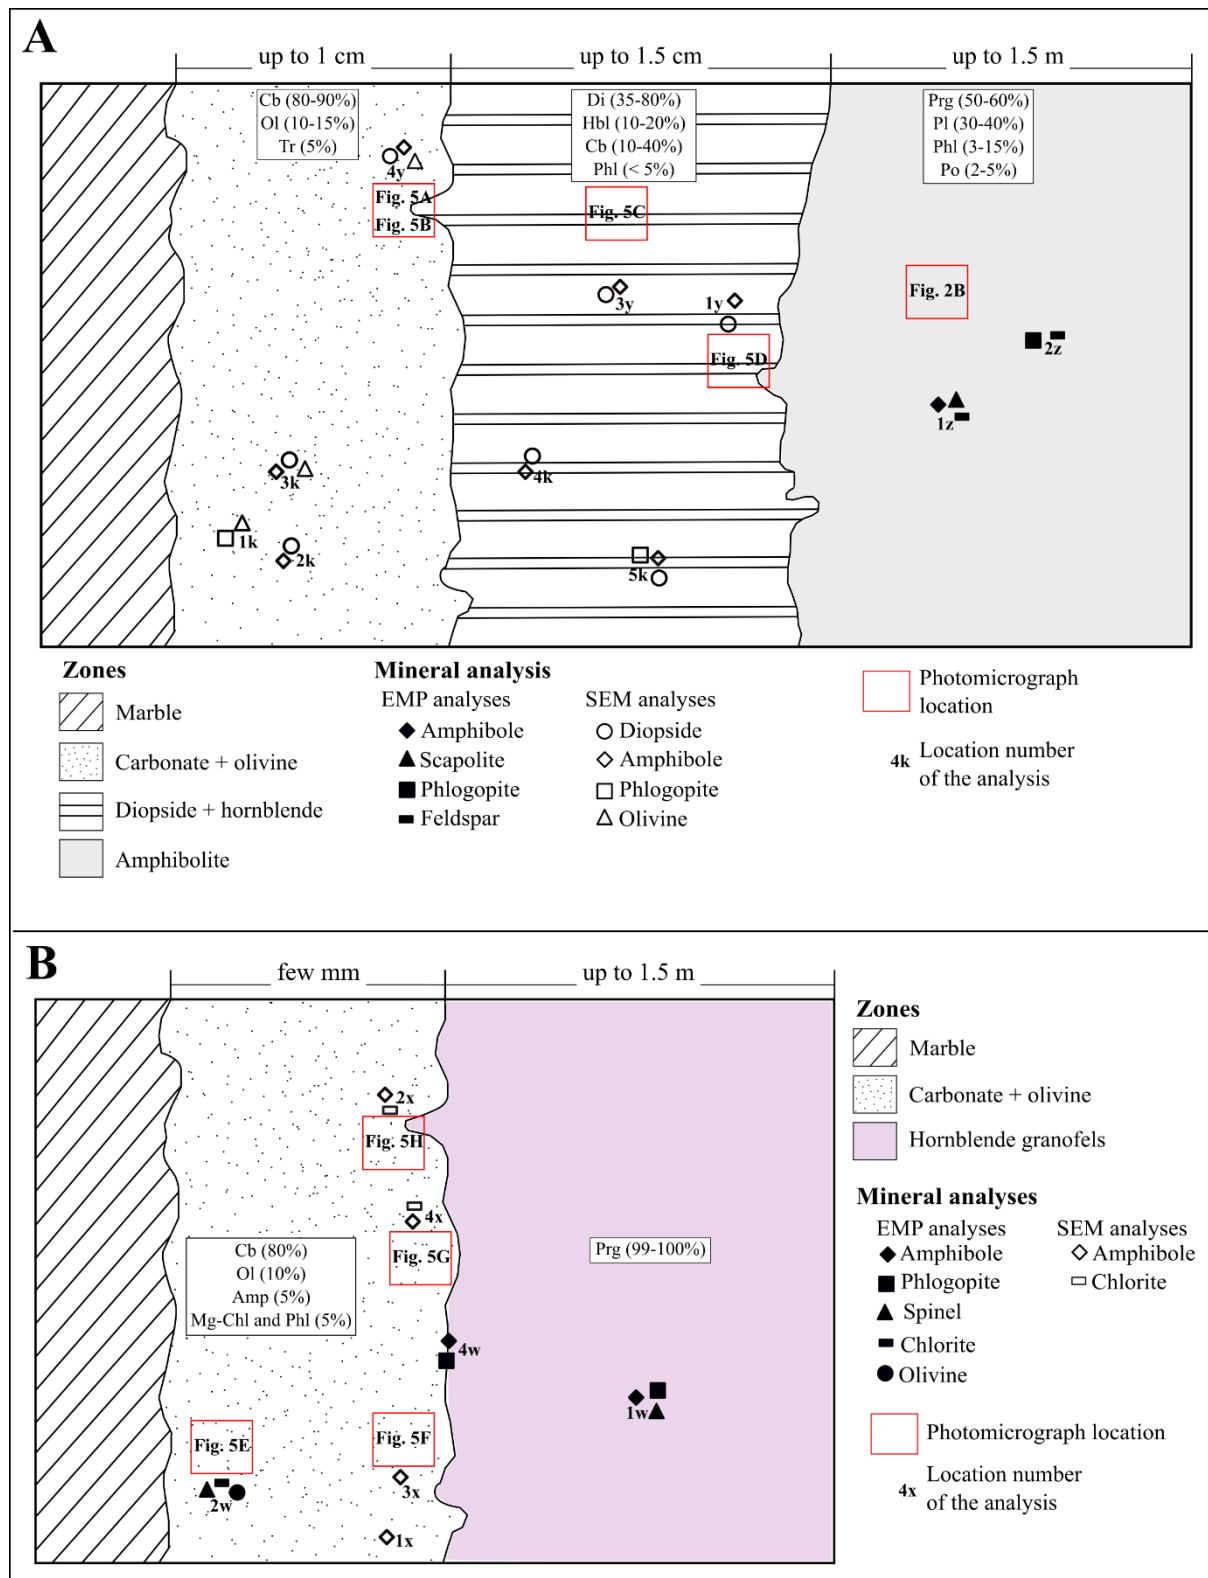 A
up to 1 cm
up to 1.5 cm
up to 1.5 m
Cb (80-90%)
Ol (10-15%)
Tr (5%)
Di (35-80%)
Hbl (10-20%)
Cb (10-40%)
Phl (< 5%)
Prg (50-60%)
Pl (30-40%)
Phl (3-15%)
Po (2-5%)
4y
Fig. 5A
Fig. 5B
Fig. 5C
Fig. 2B
3y
1y
Fig. 5D
2z
1z
3k
4k
1k
2k
5k
Zones
Marble
Carbonate + olivine
Diopside + hornblende
Amphibolite
Mineral analysis
EMP analyses
Amphibole
Scapolite
Phlogopite
Feldspar
SEM analyses
Diopside
Amphibole
Phlogopite
Olivine
Photomicrograph
location
4k Location number
of the analysis
B
few mm
up to 1.5 m
2x
Fig. 5H
4x
Fig. 5G
Cb (80%)
Ol (10%)
Amp (5%)
Mg-Chl and Phl (5%)
Prg (99-100%)
4w
1w
Fig. 5E
Fig. 5F
2w
3x
1x
Zones
Marble
Carbonate + olivine
Hornblende granofels
Mineral analyses
EMP analyses
Amphibole
Phlogopite
Spinel
Chlorite
Olivine
SEM analyses
Amphibole
Chlorite
Photomicrograph location
Location number
4x of the analysis